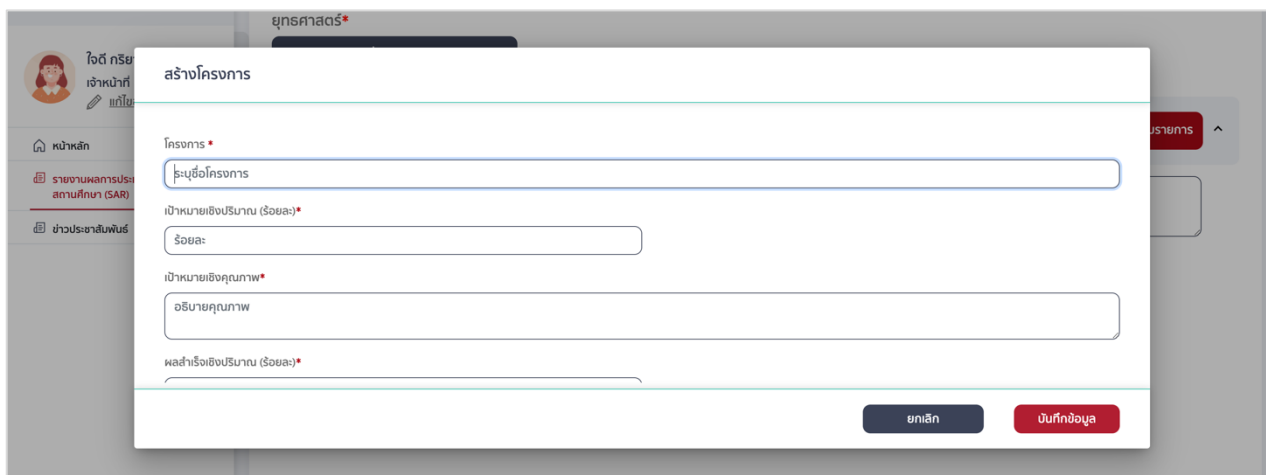 ยุทธศาสตร์*
ใจดี กริย
เจ้าหน้าที่
แก้ไข
หน้าหลัก
รายงานผลการประเ
สถานศึกษา (SAR)
ข่าวประชาสัมพันธ์
สร้างโครงการ
โครงการ *
ระบุชื่อโครงการ
เป้าหมายเชิงปริมาณ (ร้อยละ)*
ร้อยละ
เป้าหมายเชิงคุณภาพ*
อธิบายคุณภาพ
ผลสำเร็จเชิงปริมาณ (ร้อยละ)*
ยกเลิก
บันทึกข้อมูล
รายการ